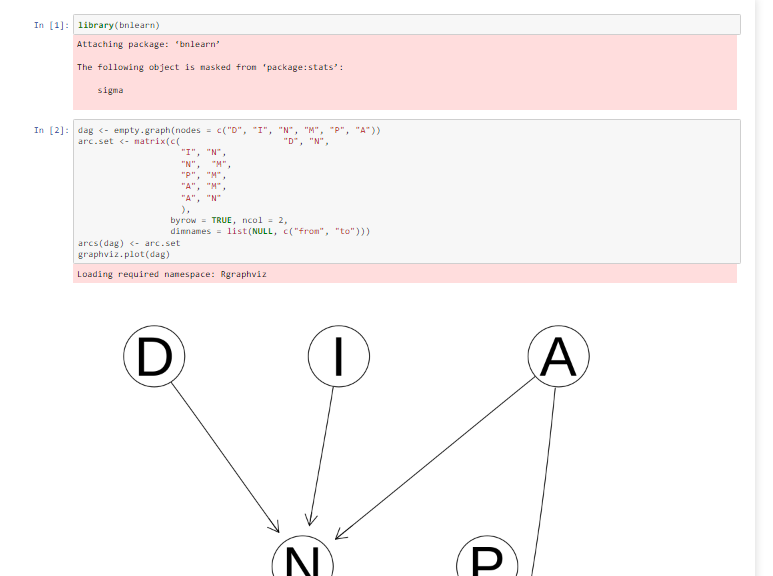 In [1]: library(bnlearn)
Attaching package: ‘bnlearn’
The following object is masked from ‘package:stats’:
sigma
In [2]: dag <- empty.graph(nodes = c("D", "I", "N", "M", "P", "A"))
arc.set <- matrix(c( "D", "N",
"I", "N",
"N", "M",
"P", "M",
"A", "M",
"A", "N"
),
byrow = TRUE, ncol = 2,
dimnames = list(NULL, c("from", "to")))
arcs(dag) <- arc.set
graphviz.plot(dag)
Loading required namespace: Rgraphviz
D I A
N P